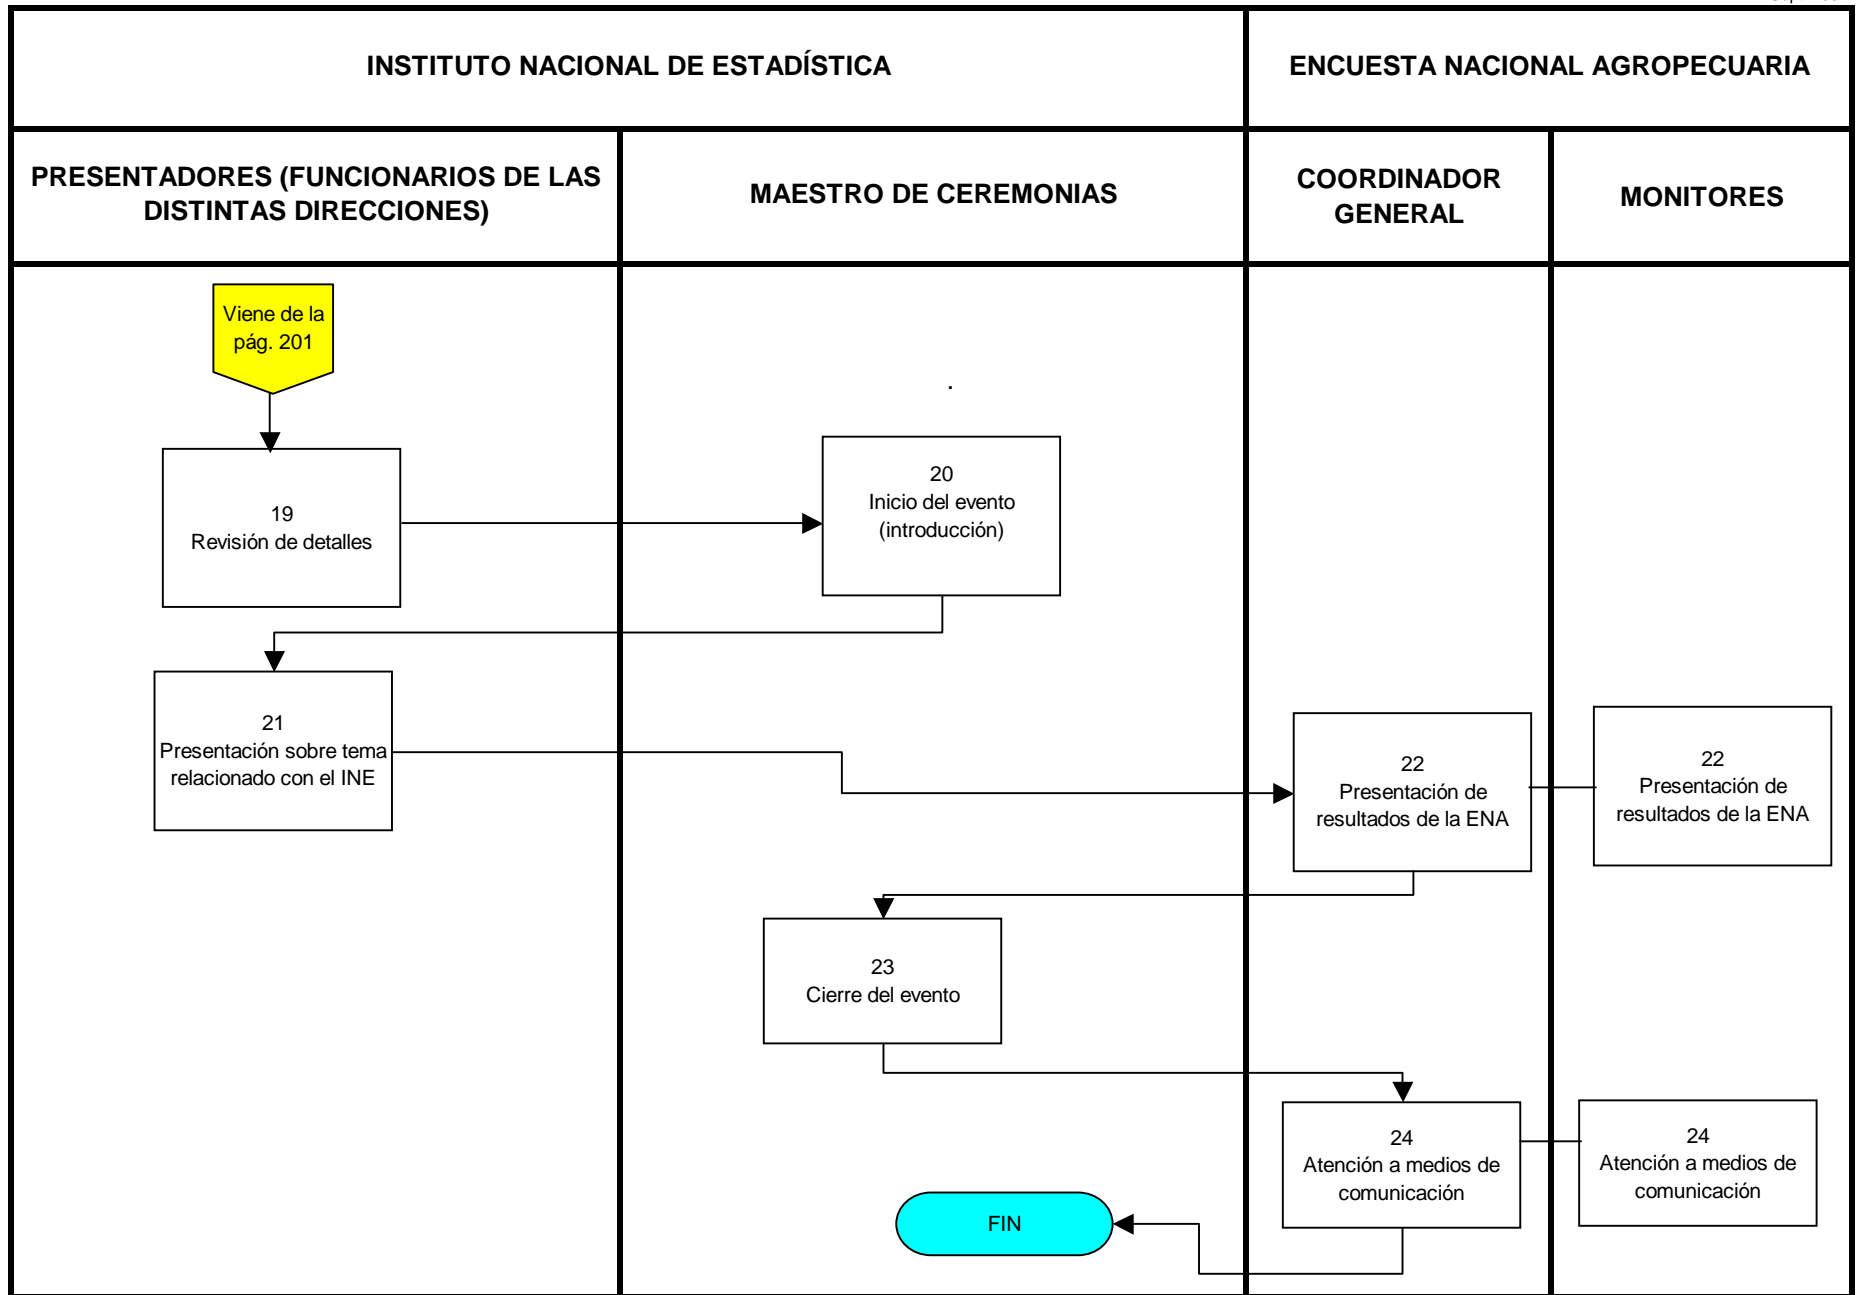 INSTITUTO NACIONAL DE ESTADÍSTICA
ENCUESTA NACIONAL AGROPECUARIA
PRESENTADORES (FUNCIONARIOS DE LAS
DISTINTAS DIRECCIONES)
MAESTRO DE CEREMONIAS
COORDINADOR
GENERAL
MONITORES
Viene de la
pág. 201
.
19
Revisión de detalles
20
Inicio del evento
(introducción)
21
Presentación sobre tema
relacionado con el INE
22
Presentación de
resultados de la ENA
22
Presentación de
resultados de la ENA
23
Cierre del evento
24
Atención a medios de
comunicación
24
Atención a medios de
comunicación
FIN